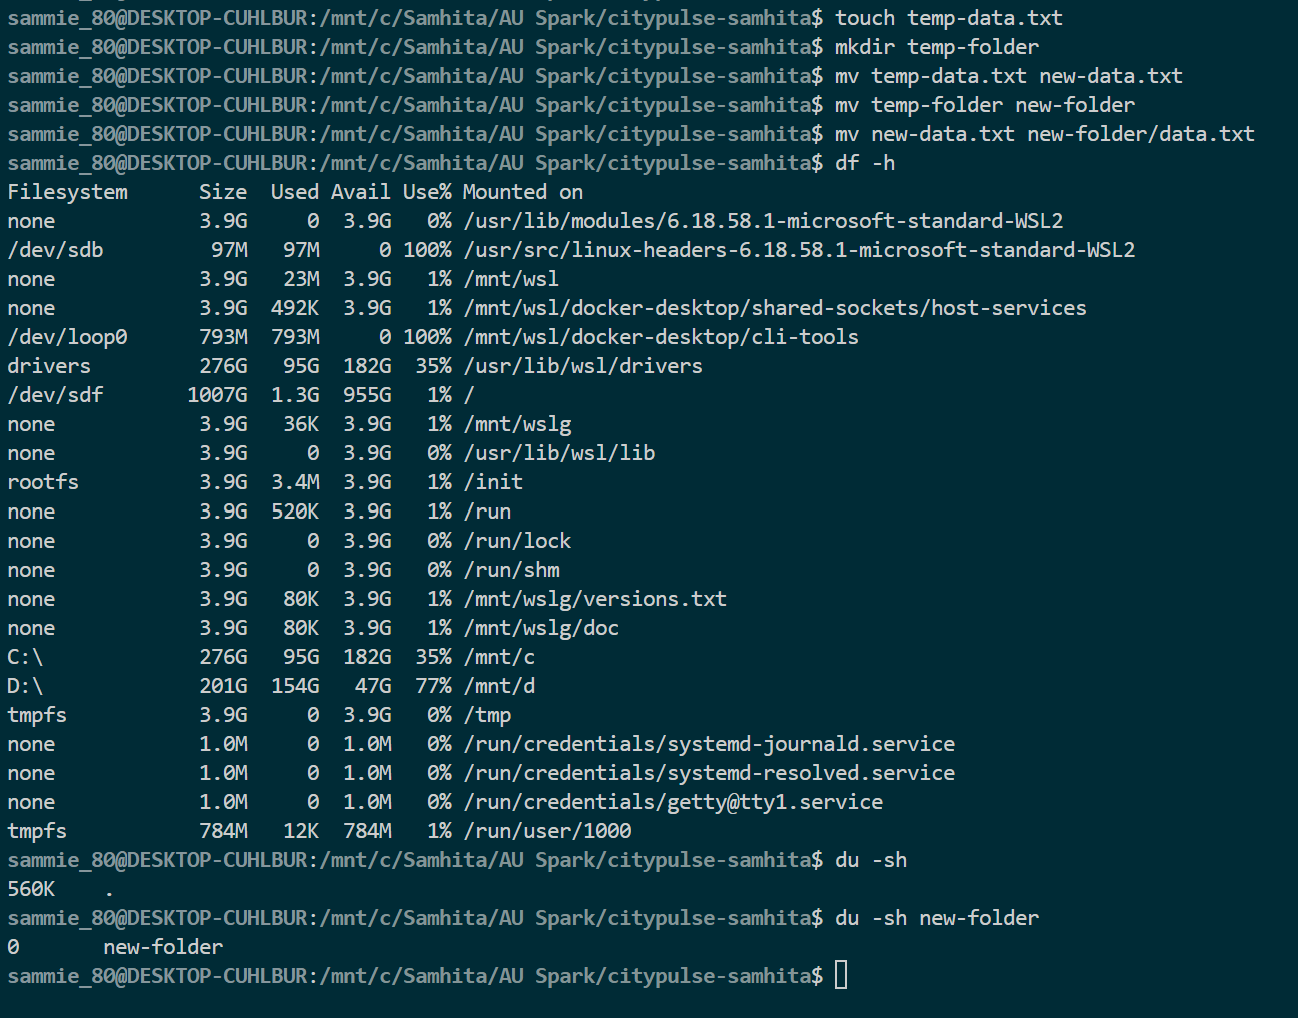 sammie_80@DESKTOP-CUHLBUR:/mnt/c/Samhita/AU Spark/citypulse-samhita$ touch temp-data.txt
sammie_80@DESKTOP-CUHLBUR:/mnt/c/Samhita/AU Spark/citypulse-samhita$ mkdir temp-folder
sammie_80@DESKTOP-CUHLBUR:/mnt/c/Samhita/AU Spark/citypulse-samhita$ mv temp-data.txt new-data.txt
sammie_80@DESKTOP-CUHLBUR:/mnt/c/Samhita/AU Spark/citypulse-samhita$ mv temp-folder new-folder
sammie_80@DESKTOP-CUHLBUR:/mnt/c/Samhita/AU Spark/citypulse-samhita$ mv new-data.txt new-folder/data.txt
sammie_80@DESKTOP-CUHLBUR:/mnt/c/Samhita/AU Spark/citypulse-samhita$ df -h
Filesystem      Size  Used Avail Use% Mounted on
none            3.9G     0  3.9G   0% /usr/lib/modules/6.18.58.1-microsoft-standard-WSL2
/dev/sdb         97M   97M     0 100% /usr/src/linux-headers-6.18.58.1-microsoft-standard-WSL2
none            3.9G   23M  3.9G   1% /mnt/wsl
none            3.9G  492K  3.9G   1% /mnt/wsl/docker-desktop/shared-sockets/host-services
/dev/loop0      793M  793M     0 100% /mnt/wsl/docker-desktop/cli-tools
drivers         276G   95G  182G  35% /usr/lib/wsl/drivers
/dev/sdf       1007G  1.3G  955G   1% /
none            3.9G   36K  3.9G   1% /mnt/wslg
none            3.9G     0  3.9G   0% /usr/lib/wsl/lib
rootfs          3.9G  3.4M  3.9G   1% /init
none            3.9G  520K  3.9G   1% /run
none            3.9G     0  3.9G   0% /run/lock
none            3.9G     0  3.9G   0% /run/shm
none            3.9G   80K  3.9G   1% /mnt/wslg/versions.txt
none            3.9G   80K  3.9G   1% /mnt/wslg/doc
C:\             276G   95G  182G  35% /mnt/c
D:\             201G  154G   47G  77% /mnt/d
tmpfs           3.9G     0  3.9G   0% /tmp
none            1.0M     0  1.0M   0% /run/credentials/systemd-journald.service
none            1.0M     0  1.0M   0% /run/credentials/systemd-resolved.service
none            1.0M     0  1.0M   0% /run/credentials/getty@tty1.service
tmpfs           784M   12K  784M   1% /run/user/1000
sammie_80@DESKTOP-CUHLBUR:/mnt/c/Samhita/AU Spark/citypulse-samhita$ du -sh
560K    .
sammie_80@DESKTOP-CUHLBUR:/mnt/c/Samhita/AU Spark/citypulse-samhita$ du -sh new-folder
0       new-folder
sammie_80@DESKTOP-CUHLBUR:/mnt/c/Samhita/AU Spark/citypulse-samhita$